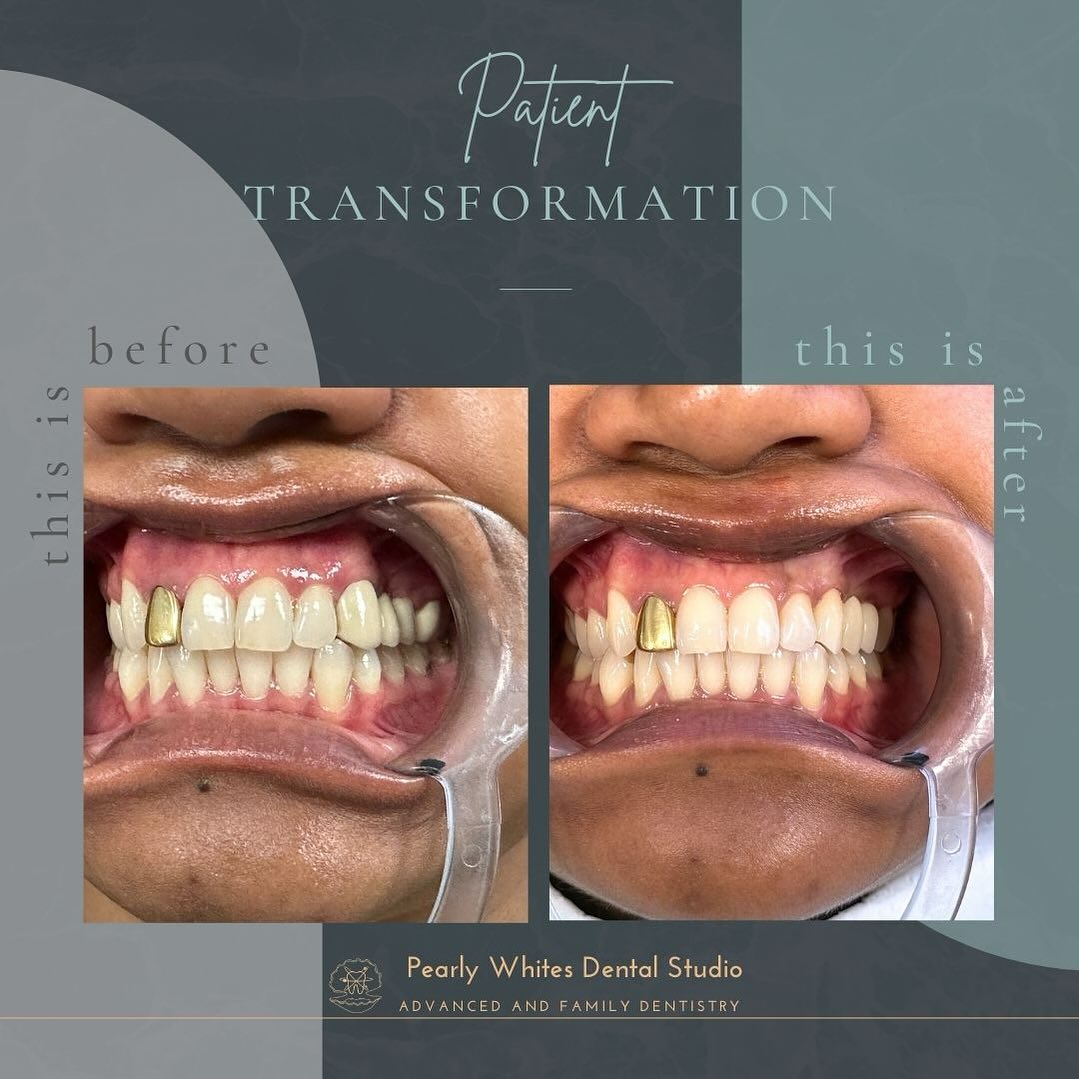 Patient
TRANSFORMATION
this is
before
this is
after
Pearly Whites Dental Studio
ADVANCED AND FAMILY DENTISTRY